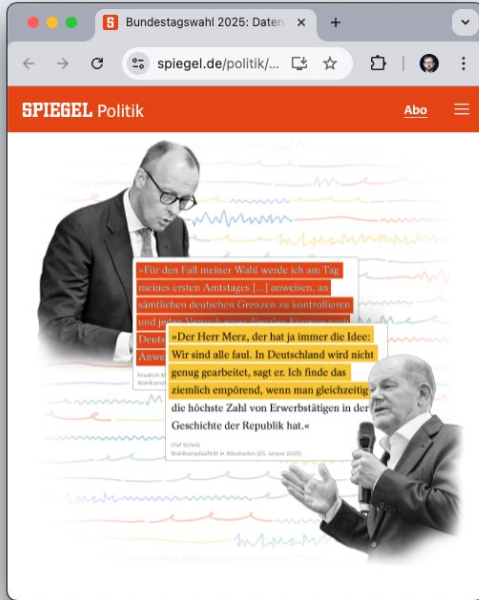 Bundestagswahl 2025: Daten
spiegel.de/politik/...
SPIEGEL Politik
Abo
»Für den Fall meiner Wahl werde ich am Tag
meines ersten Amtstages [...] anweisen, an
sämtlichen deutschen Grenzen zu kontrollieren
und jeden Versuch
Deuts
Anwe
Friedrich M
Wahlkampf
»Der Herr Merz, der hat ja immer die Idee:
Wir sind alle faul. In Deutschland wird nicht
genug gearbeitet, sagt er. Ich finde das
ziemlich empörend, wenn man gleichzeitig
die höchste Zahl von Erwerbstätigen in der
Geschichte der Republik hat.«
Olaf Scholz
Wahlkampfauftritt in Wiesbaden (25. Januar 2025)